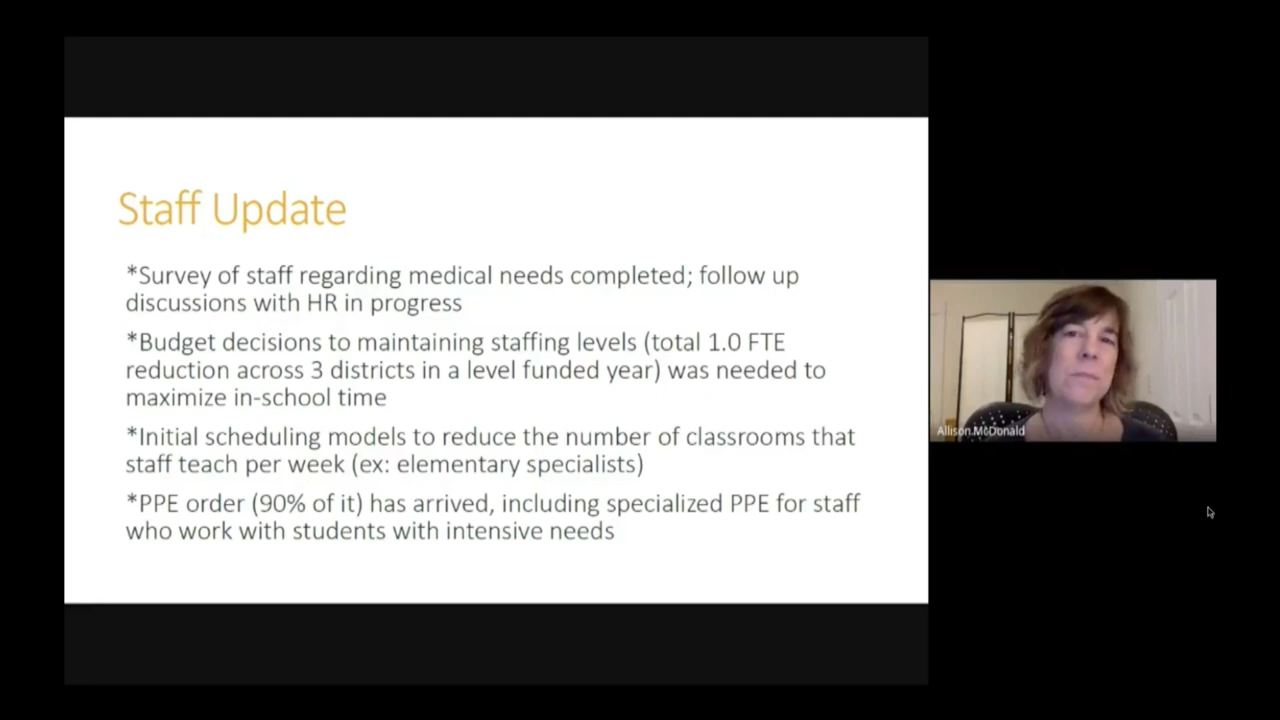 Staff Update
*Survey of staff regarding medical needs completed; follow up
discussions with HR in progress
*Budget decisions to maintaining staffing levels (total 1.0 FTE
reduction across 3 districts in a level funded year) was needed to
maximize in-school time
*Initial scheduling models to reduce the number of classrooms that
staff teach per week (ex: elementary specialists)
*PPE order (90% of it) has arrived, including specialized PPE for staff
who work with students with intensive needs
Allison McDonald